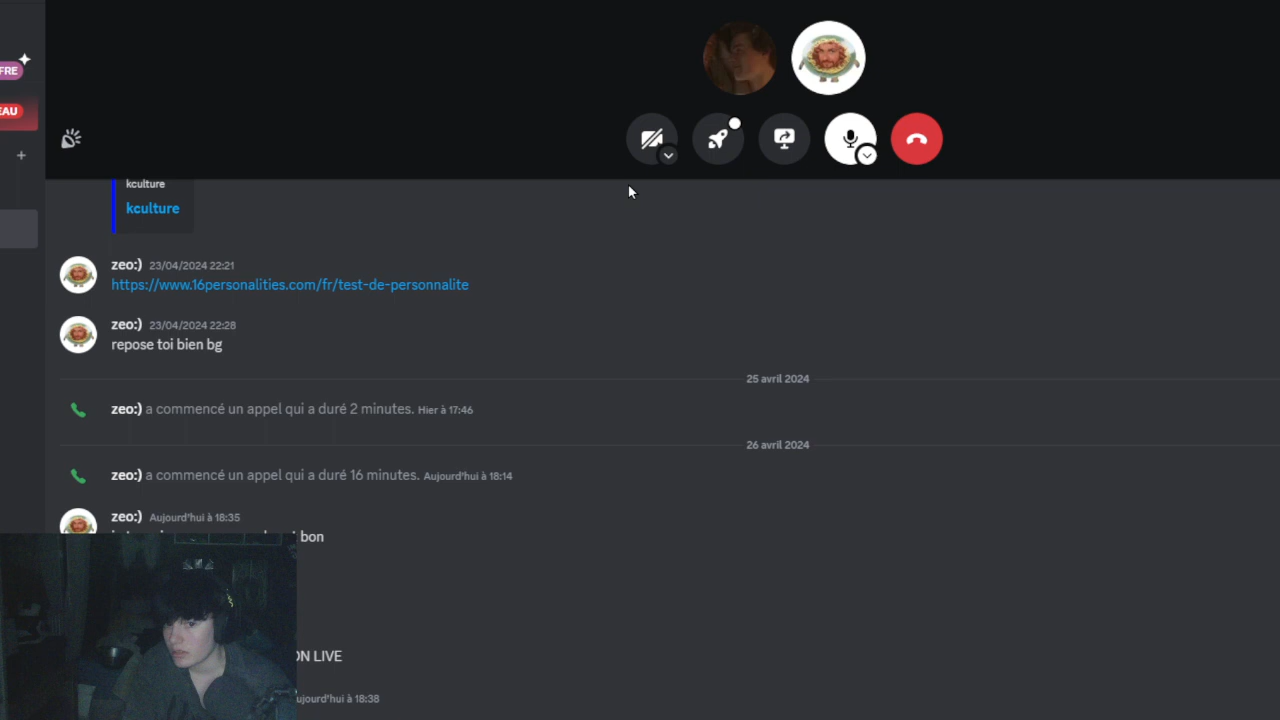 FRE
EAU
kculture
kculture
zeo:) 23/04/2024 22:21
https://www.16personalities.com/fr/test-de-personnalite
zeo:) 23/04/2024 22:28
repose toi bien bg
25 avril 2024
zeo:) a commencé un appel qui a duré 2 minutes. Hier à 17:46
26 avril 2024
zeo:) a commencé un appel qui a duré 16 minutes. Aujourd'hui à 18:14
zeo:) Aujourd'hui à 18:35
bon
ON LIVE
ujourd'hui à 18:38